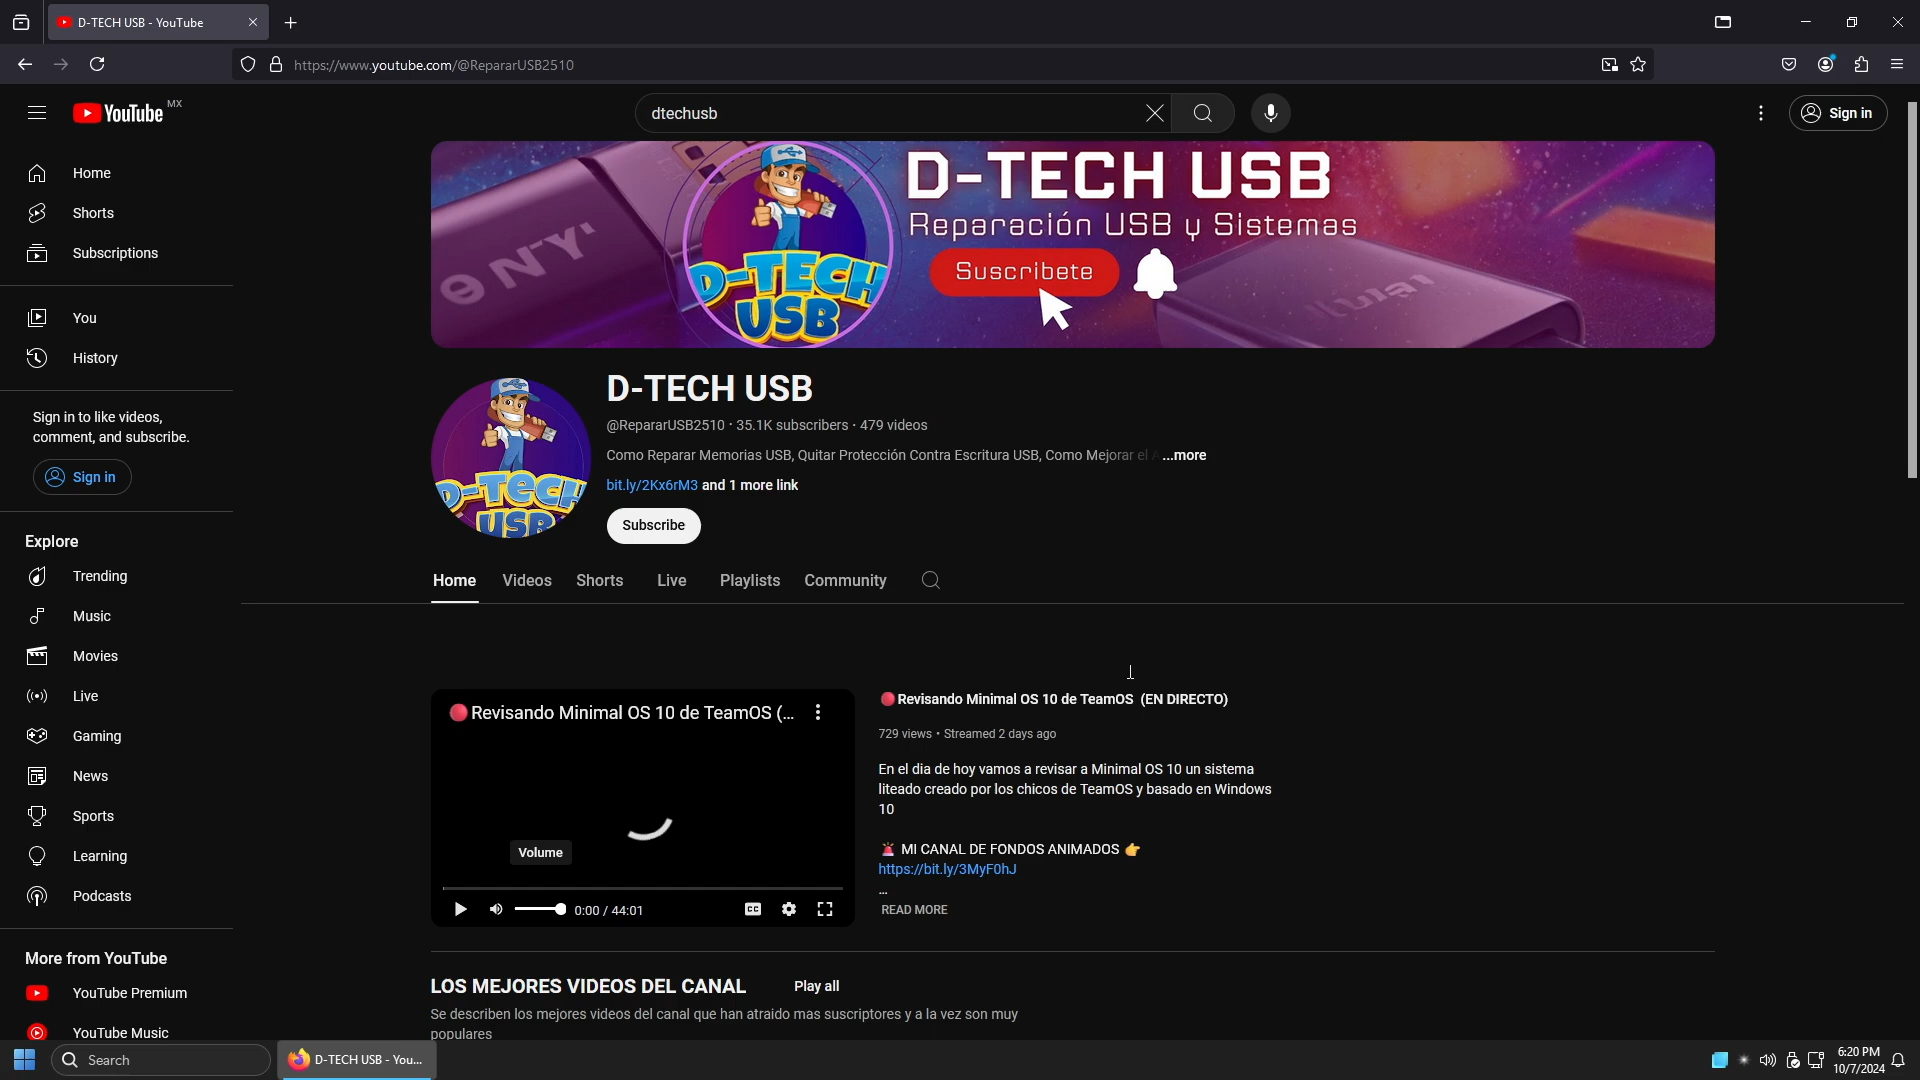 D-TECH USB - YouTube
https://www.youtube.com/@RepararUSB2510
YouTube MX
dtechusb
Sign in
Home
Shorts
Subscriptions
You
History
Sign in to like videos,
comment, and subscribe.
Sign in
Explore
Trending
Music
Movies
Live
Gaming
News
Sports
Learning
Podcasts
More from YouTube
YouTube Premium
YouTube Music
SONY
D-TECH
USB
D-TECH USB
Reparación USB y Sistemas
Suscribete
D-TECH
USB
D-TECH USB
@RepararUSB2510 • 35.1K subscribers • 479 videos
Como Reparar Memorias USB, Quitar Protección Contra Escritura USB, Como Mejorar el ...more
bit.ly/2Kx6rM3 and 1 more link
Subscribe
Home Videos Shorts Live Playlists Community
🔴Revisando Minimal OS 10 de TeamOS (...
Volume
0:00 / 44:01
CC
🔴Revisando Minimal OS 10 de TeamOS (EN DIRECTO)
729 views • Streamed 2 days ago
En el dia de hoy vamos a revisar a Minimal OS 10 un sistema
liteado creado por los chicos de TeamOS y basado en Windows
10
🚨 MI CANAL DE FONDOS ANIMADOS 👉
https://bit.ly/3MyF0hJ
...
READ MORE
LOS MEJORES VIDEOS DEL CANAL Play all
Se describen los mejores videos del canal que han atraido mas suscriptores y a la vez son muy
populares
Search
D-TECH USB - You...
6:20 PM
10/7/2024